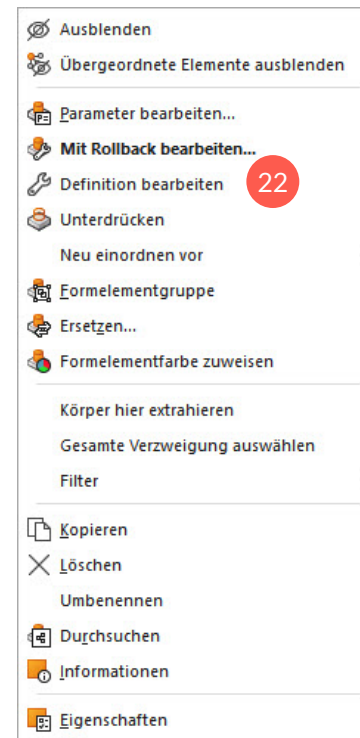 Ausblenden
Übergeordnete Elemente ausblenden
Parameter bearbeiten...
Mit Rollback bearbeiten...
Definition bearbeiten 22
Unterdrücken
Neu einordnen vor
Formelementgruppe
Ersetzen...
Formelementfarbe zuweisen
Körper hier extrahieren
Gesamte Verzweigung auswählen
Filter
Kopieren
Löschen
Umbenennen
Durchsuchen
Informationen
Eigenschaften